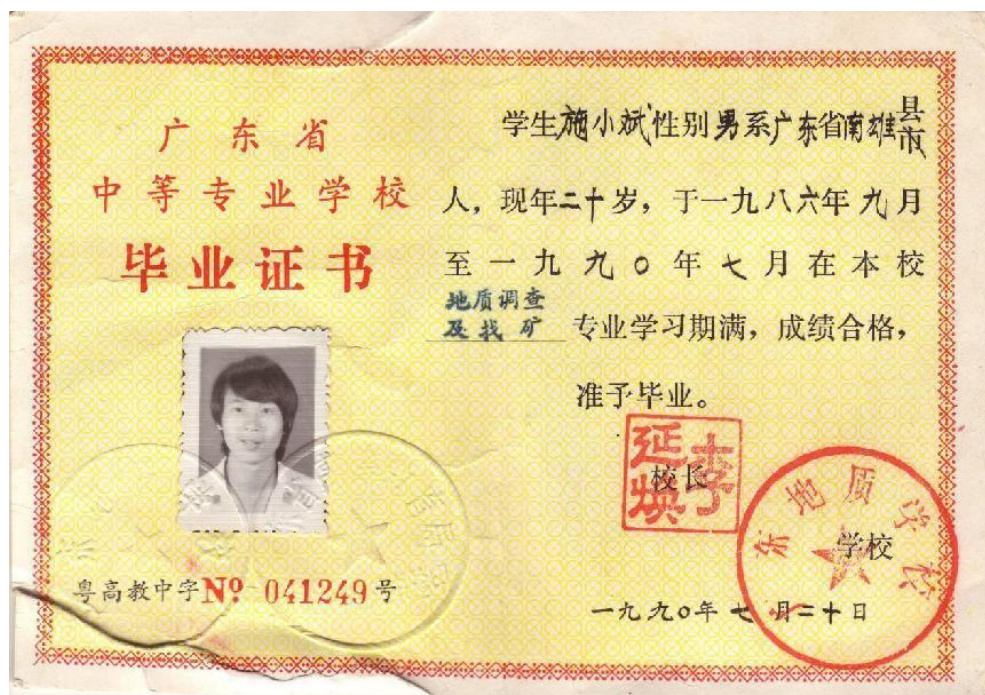 广东省
中等专业学校
毕业证书
粤高教中字No 041249号
学生施小斌性别男系广东省南雄县市
人，现年二十岁，于一九八六年九月
至一九九〇年七月在本校
地质调查
及找矿 专业学习期满，成绩合格，
准予毕业。
李延焕
校长
东地质学校
学校
一九九〇年七月二十日